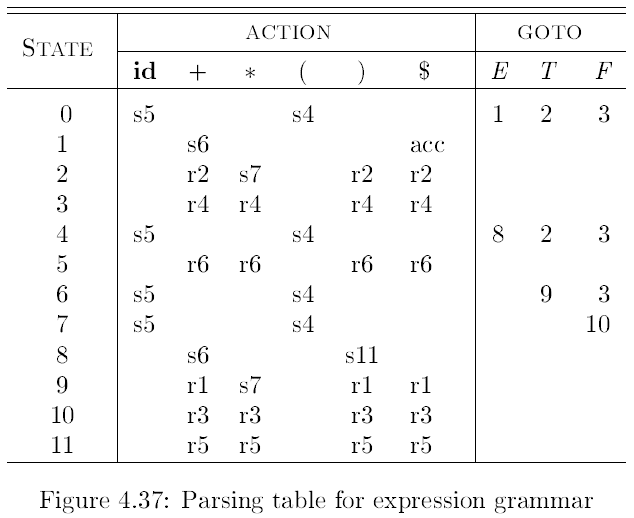 STATE ACTION GOTO
id + * ( ) $ E T F
0 s5 s4 1 2 3
1 s6 acc
2 r2 s7 r2 r2
3 r4 r4 r4 r4
4 s5 s4 8 2 3
5 r6 r6 r6 r6
6 s5 s4 9 3
7 s5 s4 10
8 s6 s11
9 r1 s7 r1 r1
10 r3 r3 r3 r3
11 r5 r5 r5 r5
Figure 4.37: Parsing table for expression grammar